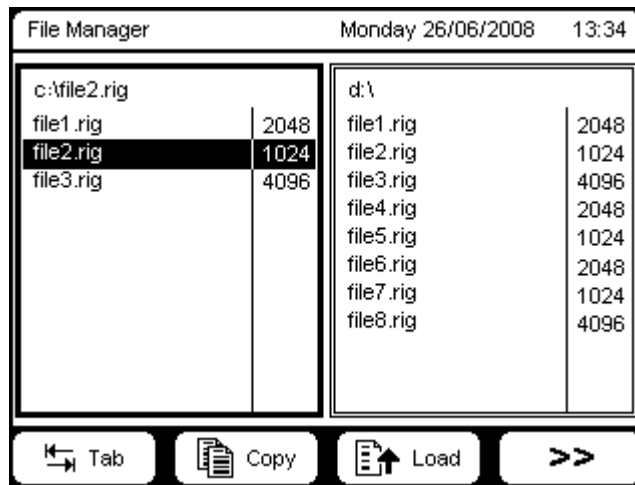 File Manager Monday 26/06/2008 13:34
c:\file2.rig
file1.rig 2048
file2.rig 1024
file3.rig 4096
d:\
file1.rig 2048
file2.rig 1024
file3.rig 4096
file4.rig 2048
file5.rig 1024
file6.rig 2048
file7.rig 1024
file8.rig 4096
Tab Copy Load >>